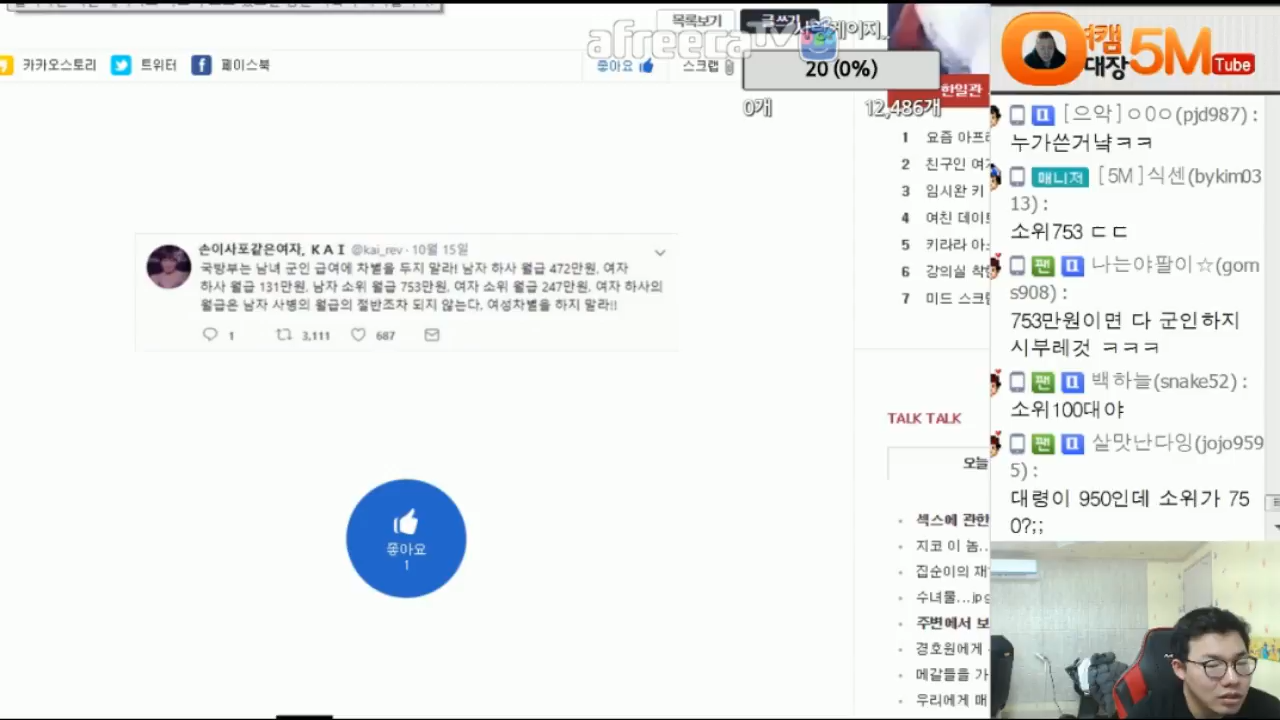 목록보기
글쓰기
afreecaTV
카카오스토리
트위터
페이스북
좋아요
스크랩
20 (0%)
0개
12,486개
한일관
1 요즘 아프리
2 친구인 여
3 임시완 키
4 여친 데이트
5 키라라 아
6 강의실 착
7 미드 스크
손이사포같은여자, K A I @kai_rev · 10월 15일
국방부는 남녀 군인 급여에 차별을 두지 말라! 남자 하사 월급 472만원, 여자
하사 월급 131만원, 남자 소위 월급 753만원, 여자 소위 월급 247만원, 여자 하사의
월급은 남자 사병의 월급의 절반조차 되지 않는다, 여성차별을 하지 말라!!
1 3,111 687
좋아요
1
TALK TALK
오늘
섹스에 관한
지코 이 놈...
집순이의 재
수녀물...jpg
주변에서 보
경호원에게
메갈들을 가
우리에게 매
여캠
대장
5M
Tube
[으악]ㅇ0ㅇ(pjd987) :
누가쓴거냨ㅋㅋ
매니저 [5M]식센(bykim03
13) :
소위753 ㄷㄷ
팬 나는야팔이☆(gom
s908) :
753만원이면 다 군인하지
시부레것 ㅋㅋㅋ
팬 백하늘(snake52) :
소위100대야
팬 살맛난다잉(jojo959
5) :
대령이 950인데 소위가 75
0?;;